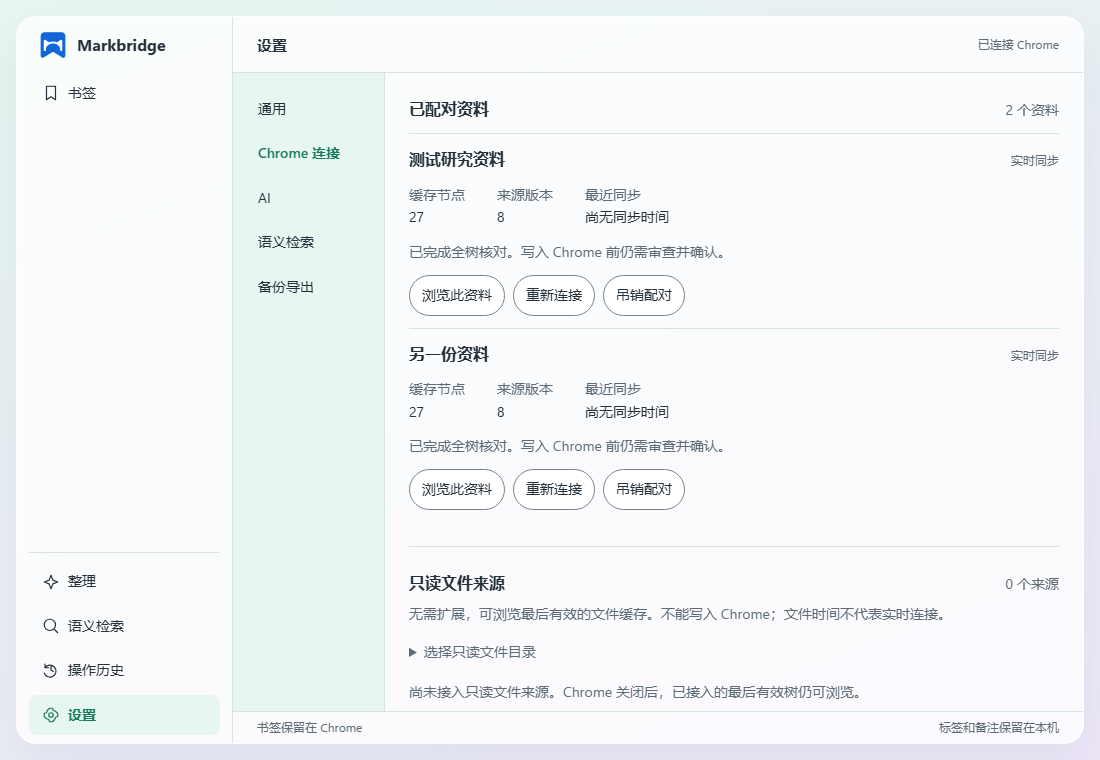 Markbridge
书签
整理
语义检索
操作历史
设置
设置
已连接 Chrome
通用
Chrome 连接
AI
语义检索
备份导出
已配对资料
2 个资料
测试研究资料
实时同步
缓存节点 来源版本 最近同步
27 8 尚无同步时间
已完成全树核对。写入 Chrome 前仍需审查并确认。
浏览此资料 重新连接 吊销配对
另一份资料
实时同步
缓存节点 来源版本 最近同步
27 8 尚无同步时间
已完成全树核对。写入 Chrome 前仍需审查并确认。
浏览此资料 重新连接 吊销配对
只读文件来源
0 个来源
无需扩展，可浏览最后有效的文件缓存。不能写入 Chrome；文件时间不代表实时连接。
选择只读文件目录
尚未接入只读文件来源。Chrome 关闭后，已接入的最后有效树仍可浏览。
书签保留在 Chrome
标签和备注保留在本机